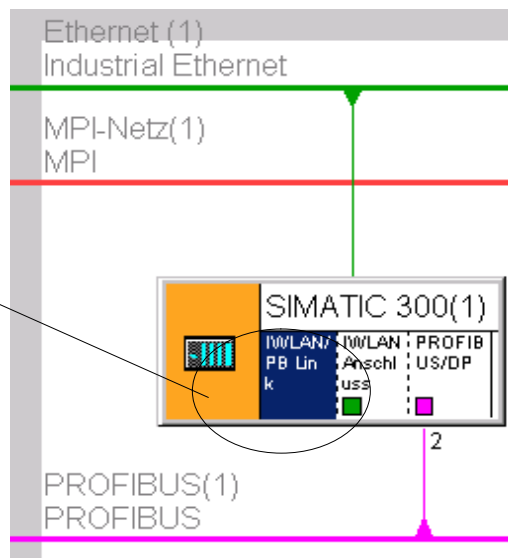 Ethernet (1)
Industrial Ethernet
MPI-Netz(1)
MPI
SIMATIC 300(1)
IWLAN/
PB Lin
k
IWLAN
Anschl
uss
PROFIB
US/DP
2
PROFIBUS(1)
PROFIBUS